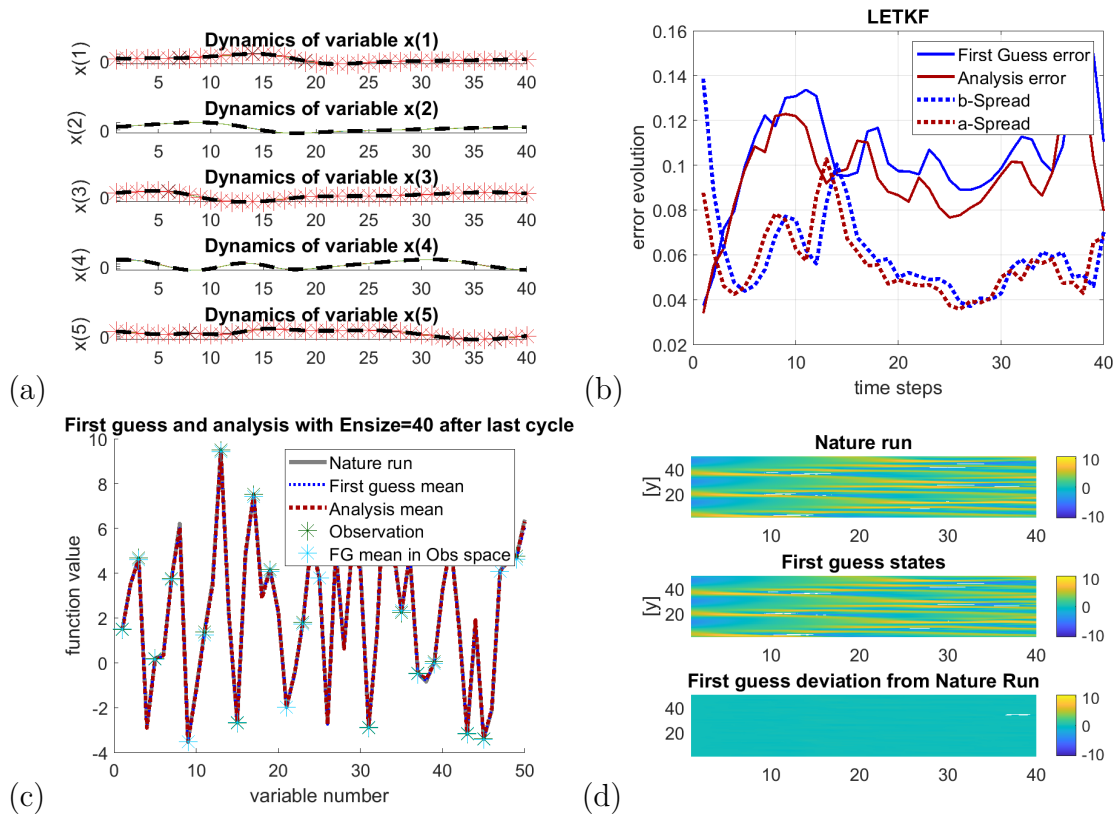 Dynamics of variable x(1)
x(1)
0
5 10 15 20 25 30 35 40
Dynamics of variable x(2)
x(2)
0
5 10 15 20 25 30 35 40
Dynamics of variable x(3)
x(3)
0
5 10 15 20 25 30 35 40
Dynamics of variable x(4)
x(4)
0
5 10 15 20 25 30 35 40
Dynamics of variable x(5)
x(5)
0
5 10 15 20 25 30 35 40
(a)
LETKF
error evolution
0.16
0.14
0.12
0.1
0.08
0.06
0.04
0.02
First Guess error
Analysis error
b-Spread
a-Spread
10 20 30 40
time steps
(b)
First guess and analysis with Ensize=40 after last cycle
function value
10
8
6
4
2
0
-2
-4
Nature run
First guess mean
Analysis mean
Observation
FG mean in Obs space
0 10 20 30 40 50
variable number
(c)
Nature run
[y]
40
20
10
0
-10
10 20 30 40
First guess states
[y]
40
20
10
0
-10
10 20 30 40
First guess deviation from Nature Run
40
20
10
0
-10
10 20 30 40
(d)